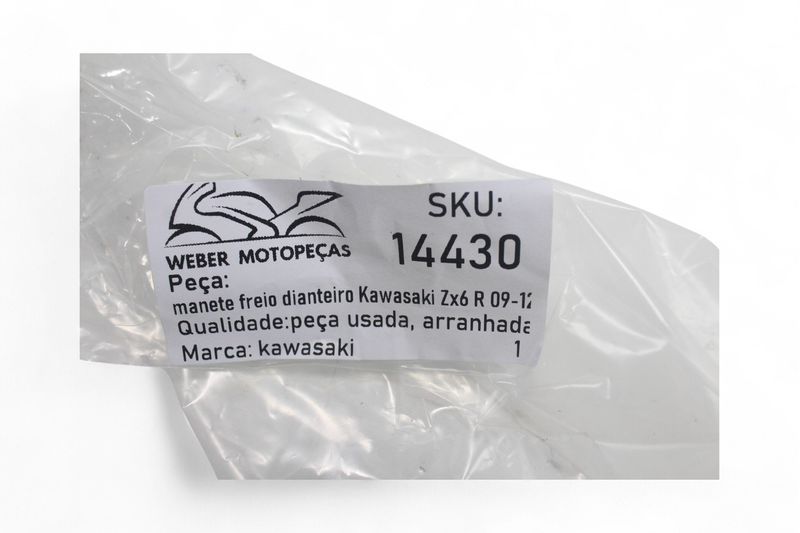 SKU:
14430
WEBER MOTOPEÇAS
Peça:
manete freio dianteiro Kawasaki Zx6 R 09-12
Qualidade:peça usada, arranhada
Marca: kawasaki 1